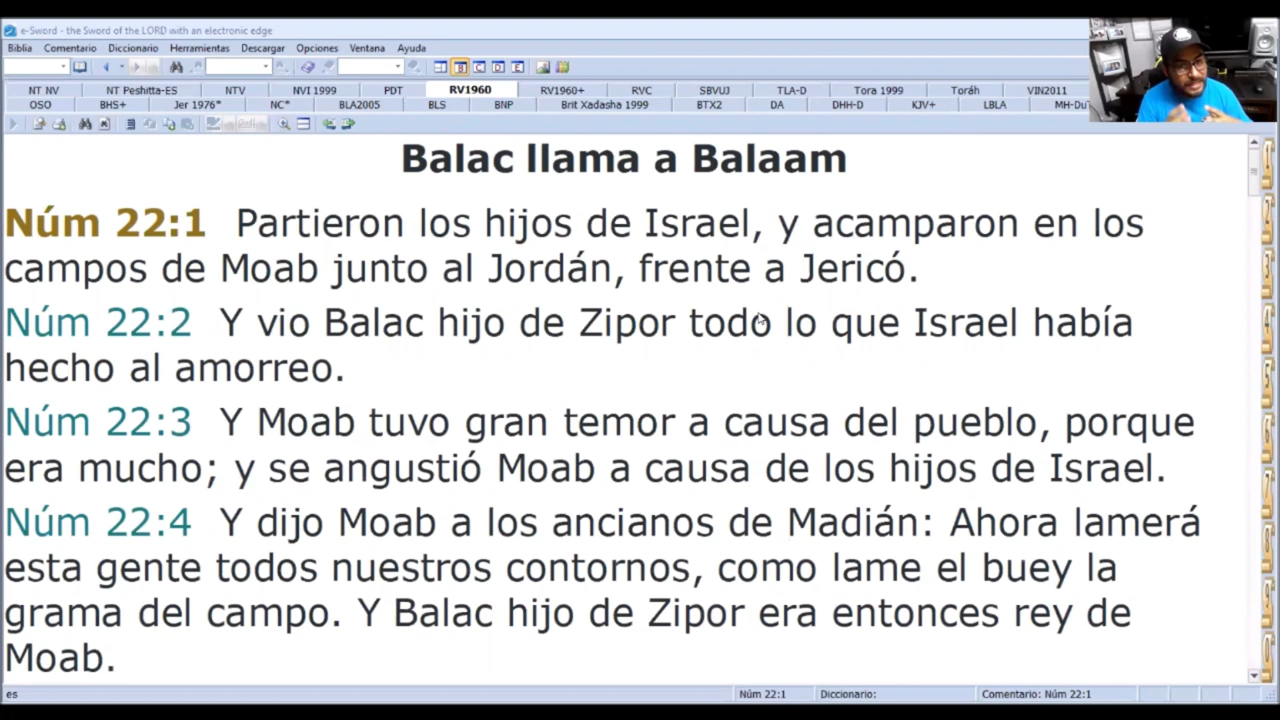 e-Sword - the Sword of the LORD with an electronic edge
Biblia Comentario Diccionario Herramientas Descargar Opciones Ventana Ayuda
NT NV NT Peshitta-ES NTV NVI 1999 PDT RV1960 RV1960+ RVC SBVUJ TLA-D Tora 1999 Toráh VIN2011
OSO BHS+ Jer 1976* NC* BLA2005 BLS BNP Brit Xadasha 1999 BTX2 DA DHH-D KJV+ LBLA
Balac llama a Balaam
Núm 22:1 Partieron los hijos de Israel, y acamparon en los
campos de Moab junto al Jordán, frente a Jericó.
Núm 22:2 Y vio Balac hijo de Zipor todo lo que Israel había
hecho al amorreo.
Núm 22:3 Y Moab tuvo gran temor a causa del pueblo, porque
era mucho; y se angustió Moab a causa de los hijos de Israel.
Núm 22:4 Y dijo Moab a los ancianos de Madián: Ahora lamerá
esta gente todos nuestros contornos, como lame el buey la
grama del campo. Y Balac hijo de Zipor era entonces rey de
Moab.
es Núm 22:1 Diccionario: Comentario: Núm 22:1